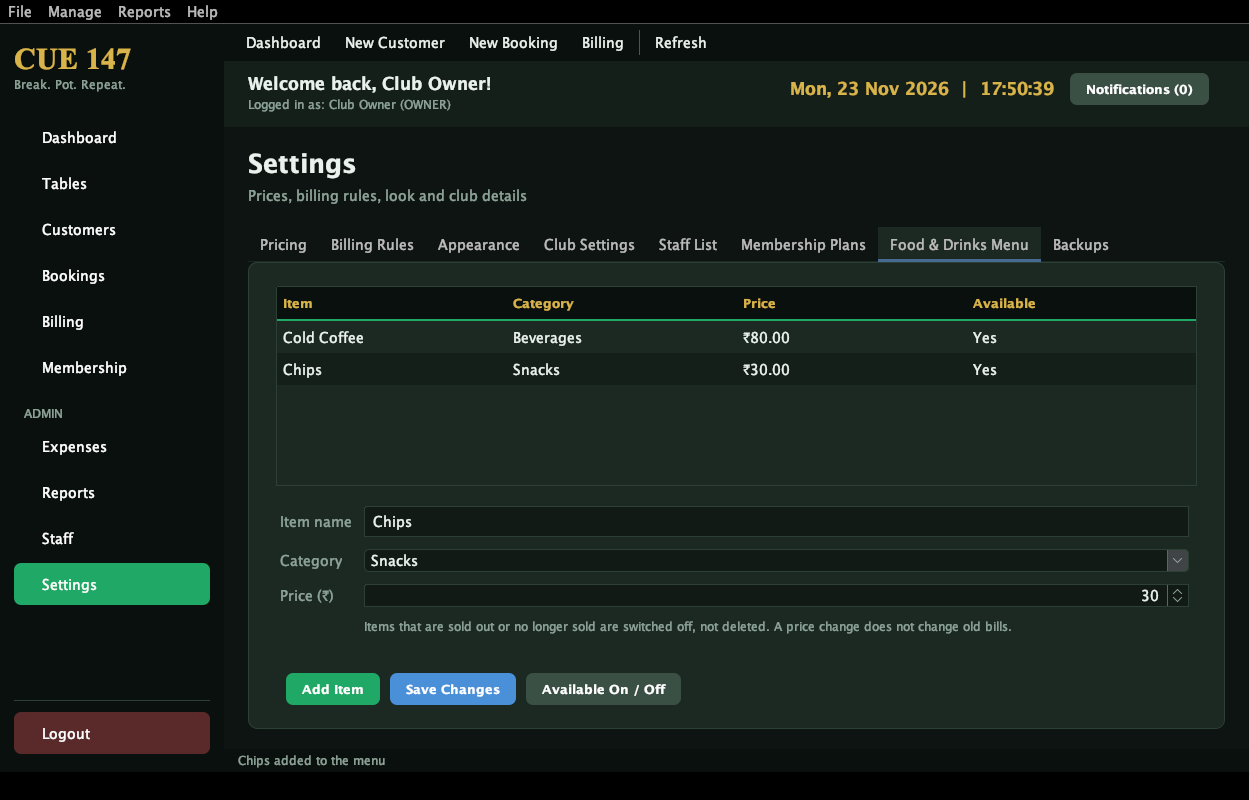 File Manage Reports Help
CUE 147
Break. Pot. Repeat.
Dashboard
Tables
Customers
Bookings
Billing
Membership
ADMIN
Expenses
Reports
Staff
Settings
Logout
Dashboard New Customer New Booking Billing Refresh
Welcome back, Club Owner!
Logged in as: Club Owner (OWNER)
Mon, 23 Nov 2026 | 17:50:39
Notifications (0)
Settings
Prices, billing rules, look and club details
Pricing Billing Rules Appearance Club Settings Staff List Membership Plans Food & Drinks Menu Backups
Item Category Price Available
Cold Coffee Beverages ₹80.00 Yes
Chips Snacks ₹30.00 Yes
Item name Chips
Category Snacks
Price (₹) 30
Items that are sold out or no longer sold are switched off, not deleted. A price change does not change old bills.
Add Item Save Changes Available On / Off
Chips added to the menu